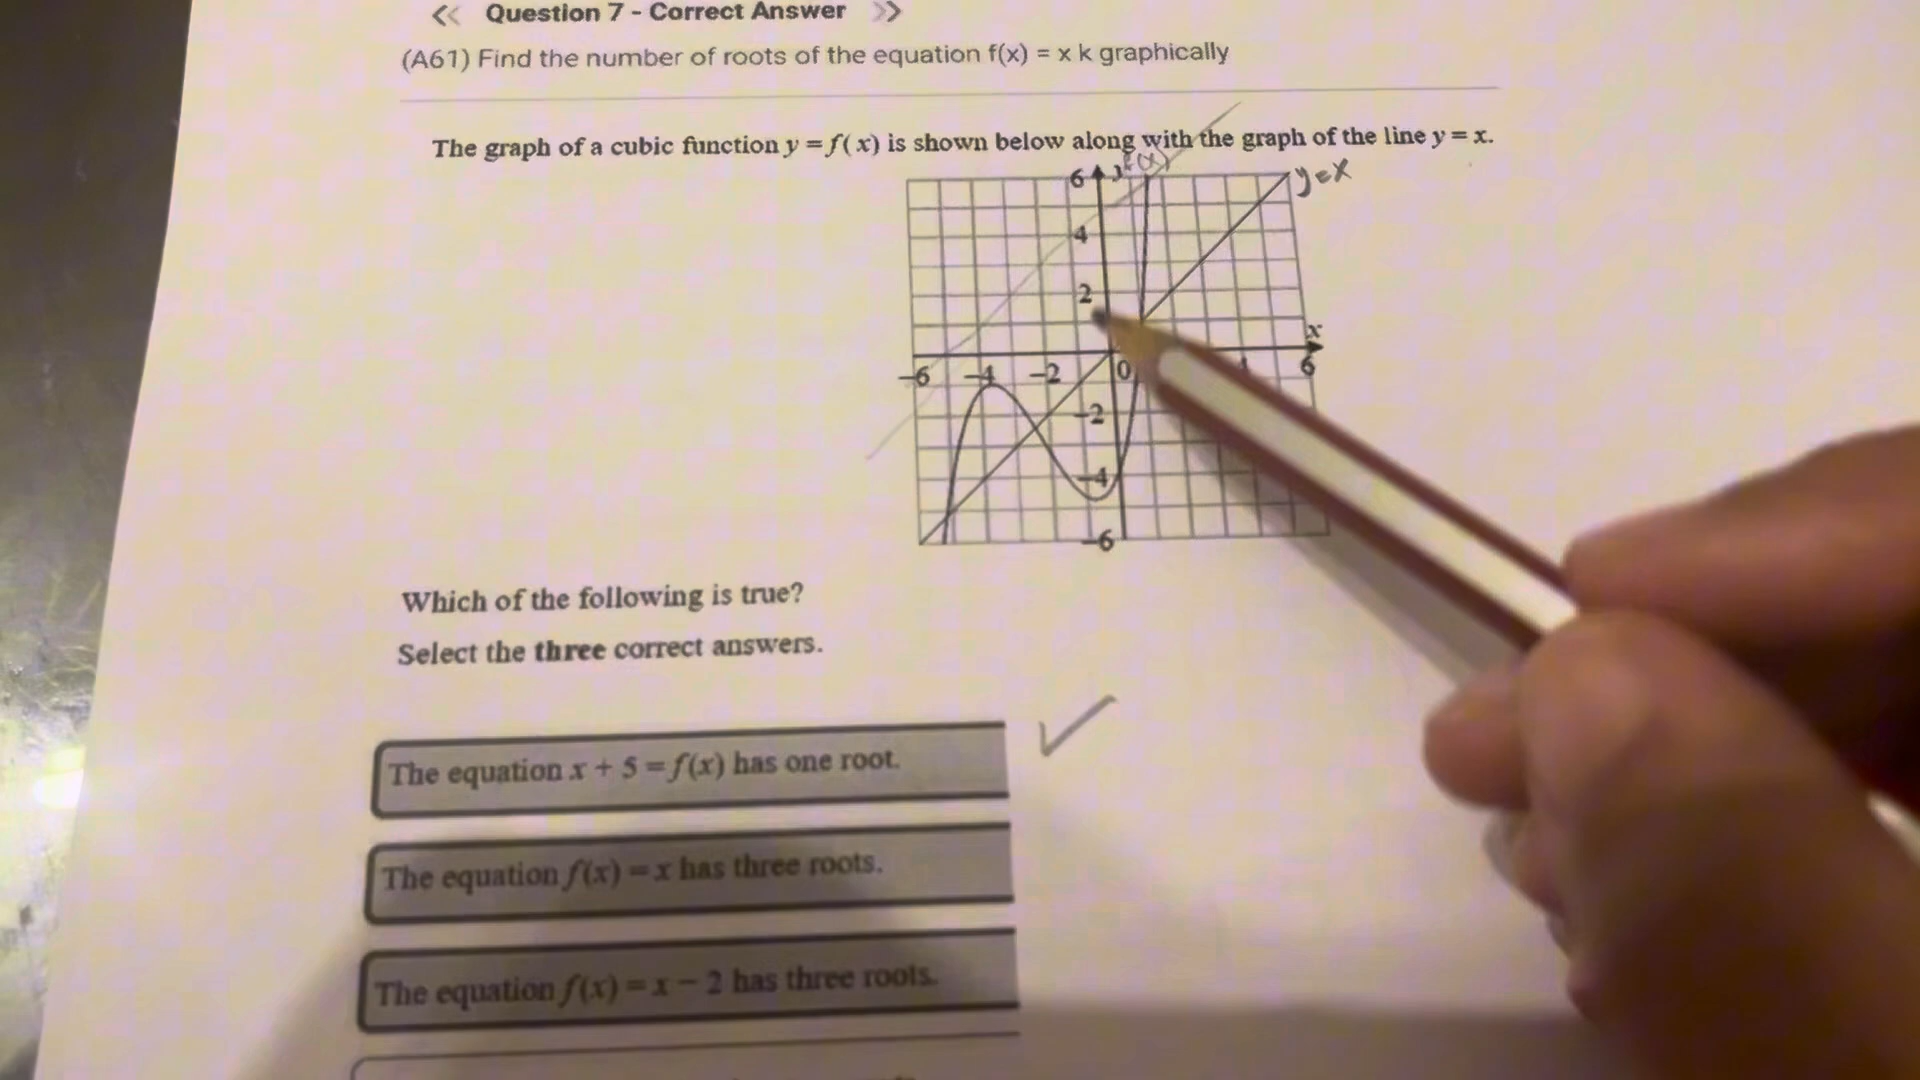 Question 7 - Correct Answer
(A61) Find the number of roots of the equation f(x) = x k graphically
The graph of a cubic function y = f(x) is shown below along with the graph of the line y = x.
f(x)
y=x
6
4
2
x
-6 -4 -2 0 6
-2
-4
-6
Which of the following is true?
Select the three correct answers.
The equation x + 5 = f(x) has one root.
The equation f(x) = x has three roots.
The equation f(x) = x - 2 has three roots.